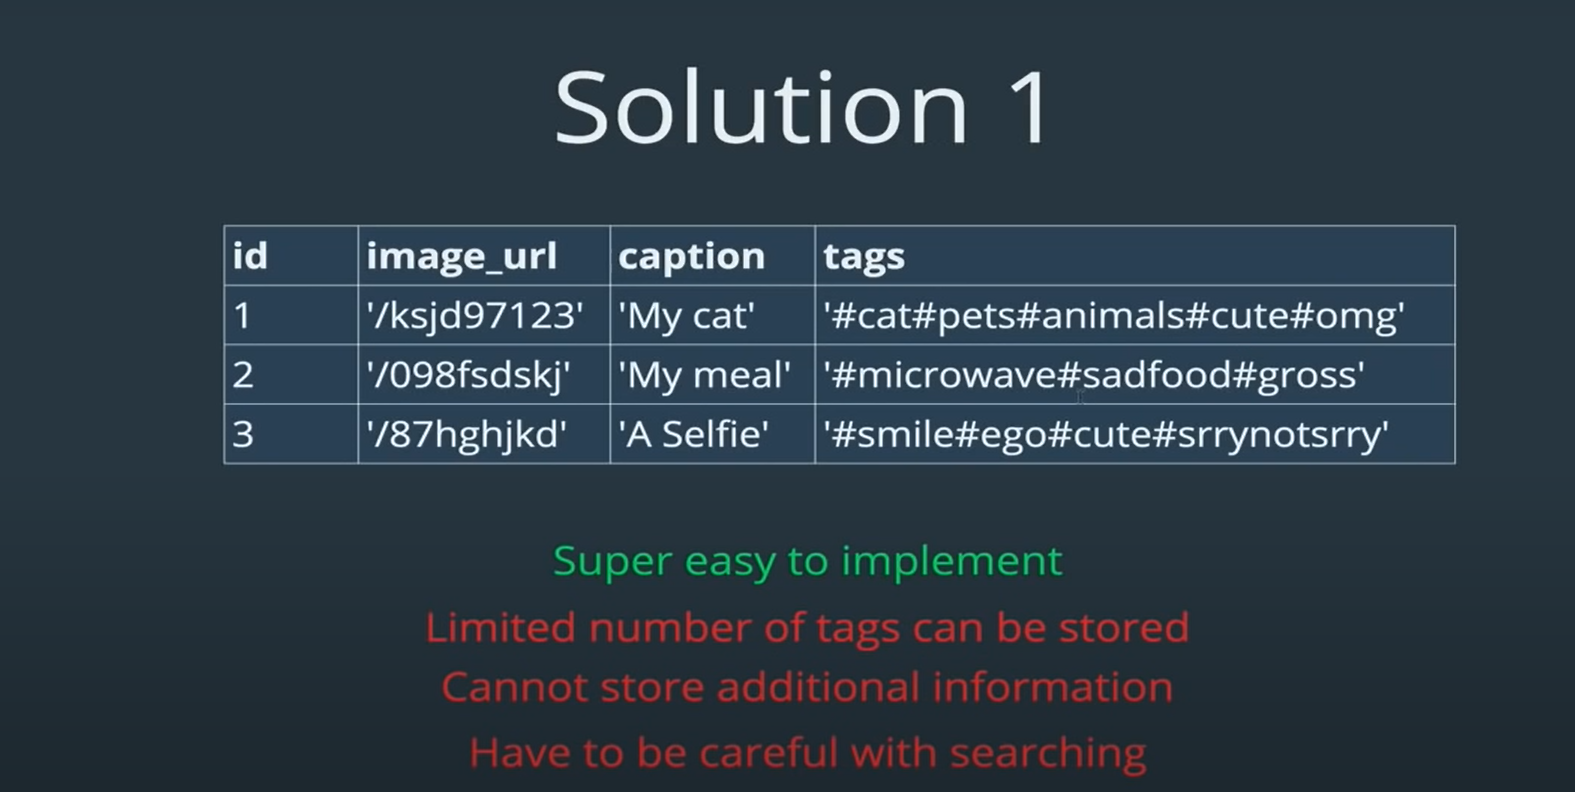 Solution 1
id image_url caption tags
1 '/ksjd97123' 'My cat' '#cat#pets#animals#cute#omg'
2 '/098fsdskj' 'My meal' '#microwave#sadfood#gross'
3 '/87hghjkd' 'A Selfie' '#smile#ego#cute#srrynotsrry'
Super easy to implement
Limited number of tags can be stored
Cannot store additional information
Have to be careful with searching